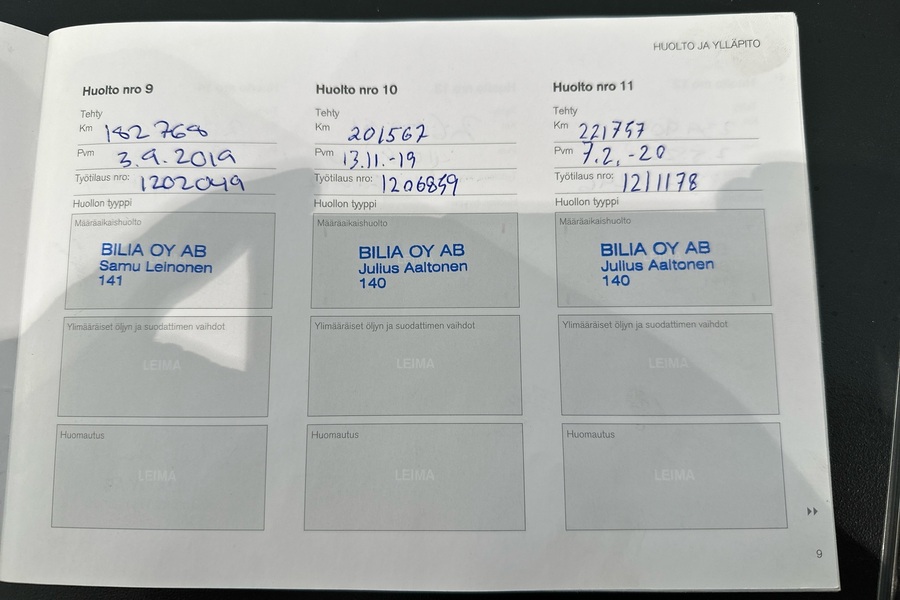 HUOLTO JA YLLÄPITO
Huolto nro 9
Tehty
Km 182 768
Pvm 3.9.2019
Työtilaus nro: 1202049
Huollon tyyppi
Määräaikaishuolto
BILIA OY AB
Samu Leinonen
141
Ylimääräiset öljyn ja suodattimen vaihdot
LEIMA
Huomautus
LEIMA
Huolto nro 10
Tehty
Km 201567
Pvm 13.11.-19
Työtilaus nro: 1206859
Huollon tyyppi
Määräaikaishuolto
BILIA OY AB
Julius Aaltonen
140
Ylimääräiset öljyn ja suodattimen vaihdot
LEIMA
Huomautus
LEIMA
Huolto nro 11
Tehty
Km 221757
Pvm 7.2.-20
Työtilaus nro: 1211178
Huollon tyyppi
Määräaikaishuolto
BILIA OY AB
Julius Aaltonen
140
Ylimääräiset öljyn ja suodattimen vaihdot
LEIMA
Huomautus
LEIMA
9